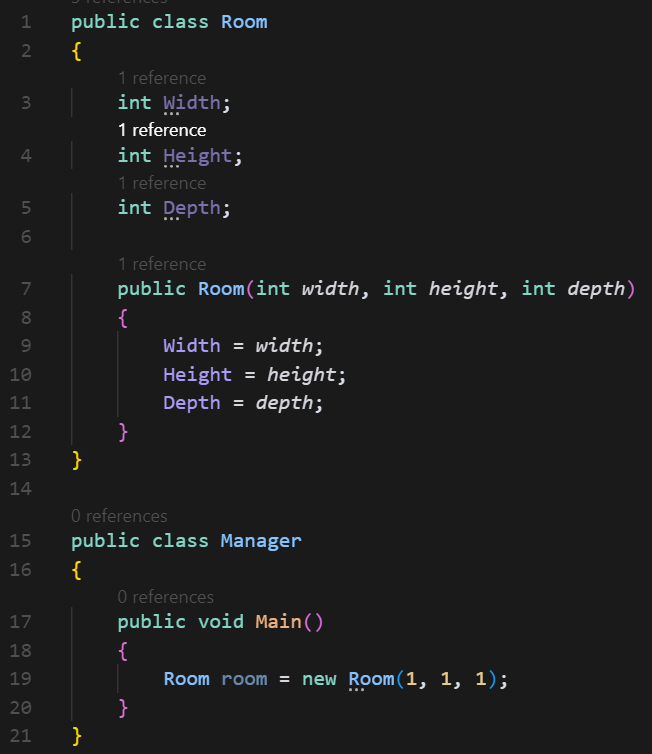 3 references
1 public class Room
2 {
1 reference
3 int Width;
1 reference
4 int Height;
1 reference
5 int Depth;
6
1 reference
7 public Room(int width, int height, int depth)
8 {
9 Width = width;
10 Height = height;
11 Depth = depth;
12 }
13 }
14
0 references
15 public class Manager
16 {
0 references
17 public void Main()
18 {
19 Room room = new Room(1, 1, 1);
20 }
21 }